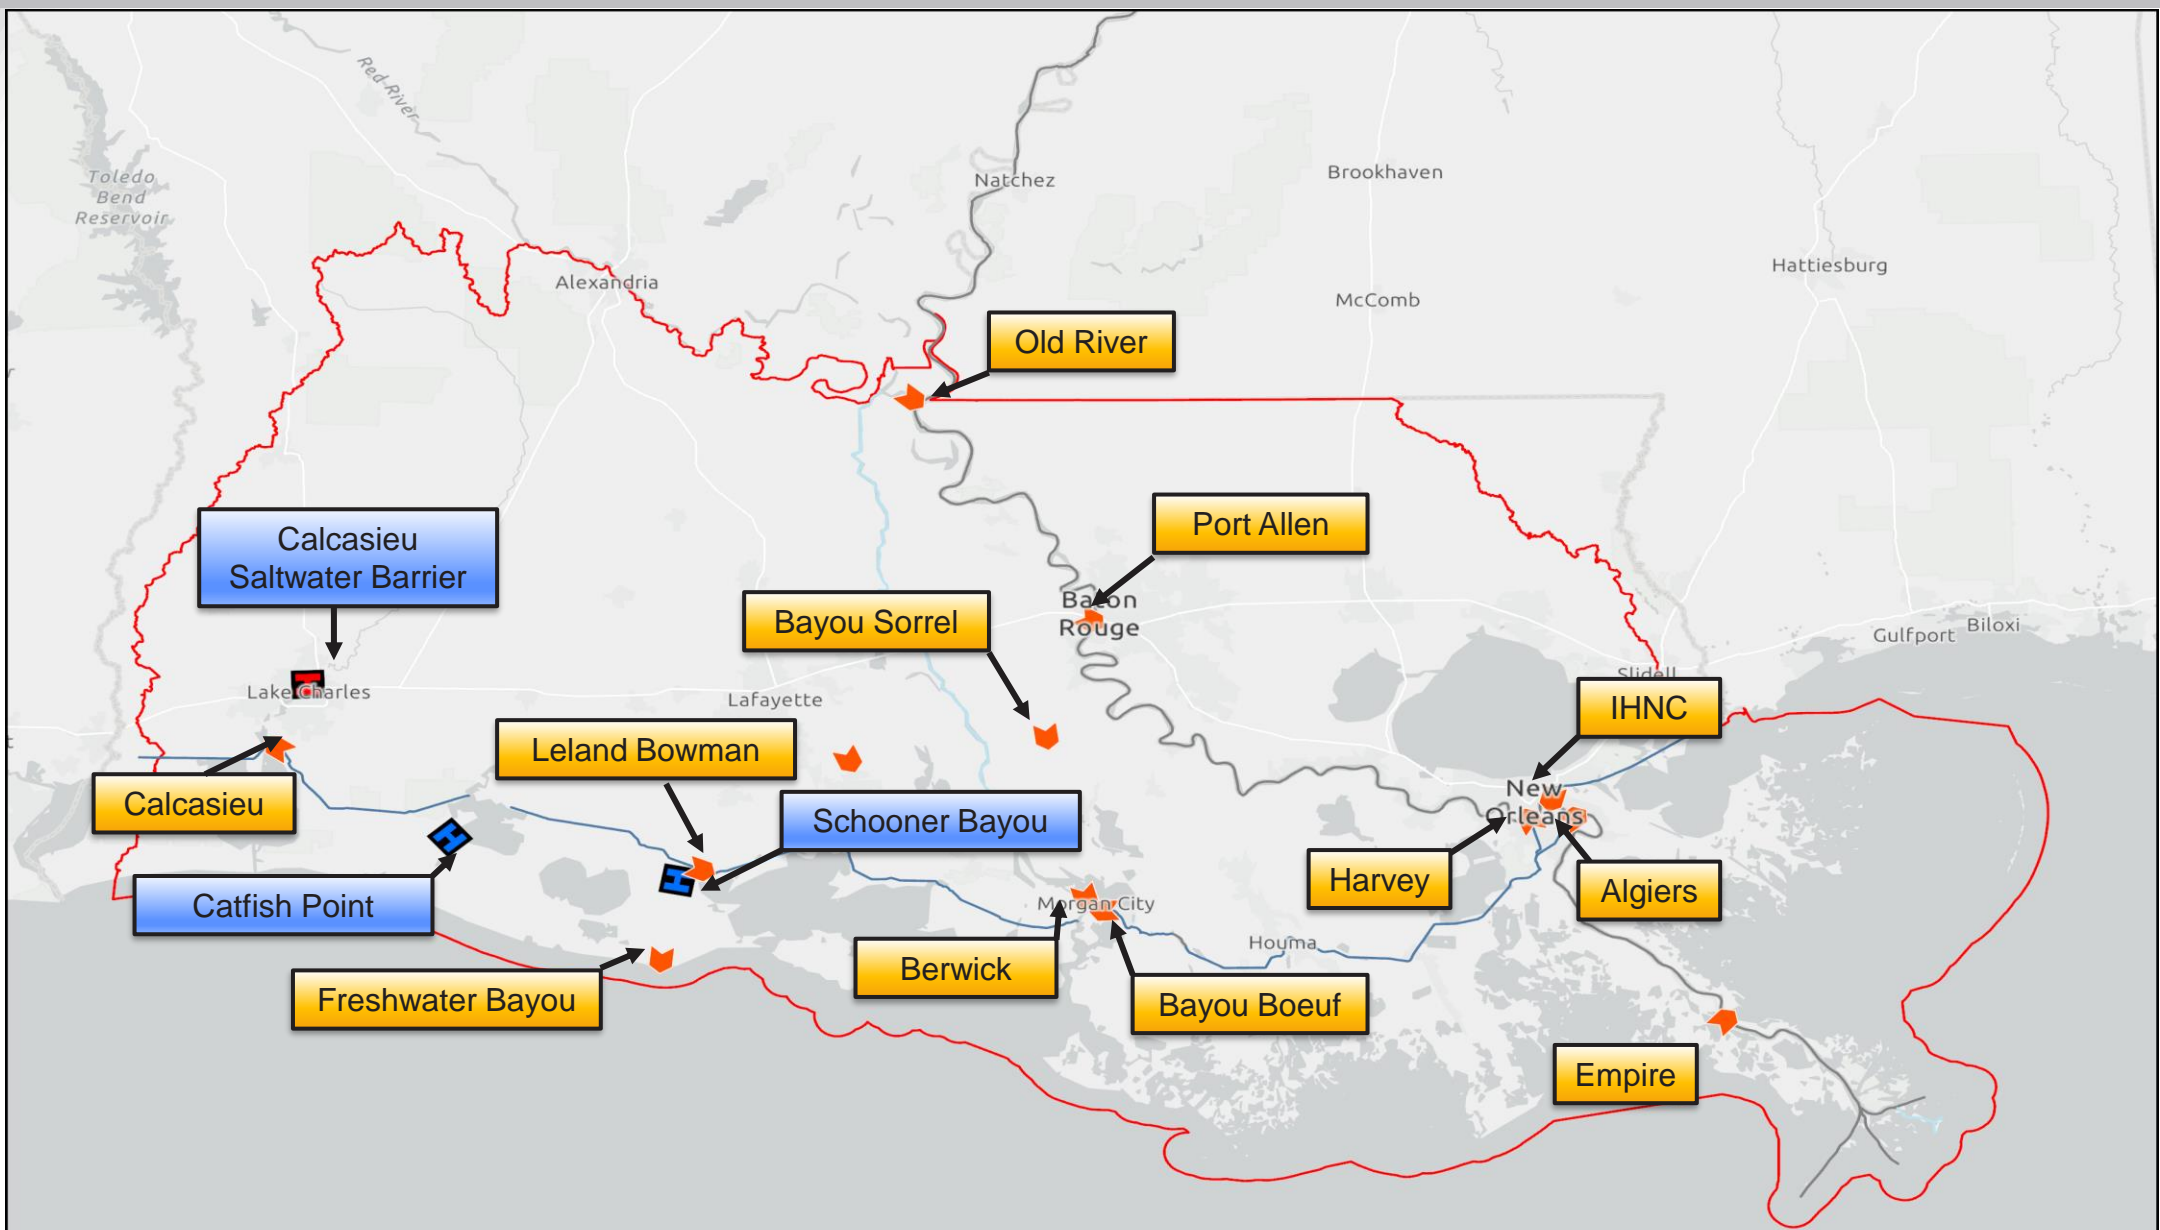 Red River
Toledo
Bend
Reservoir
Natchez
Brookhaven
Hattiesburg
Alexandria
McComb
Old River
Port Allen
Calcasieu
Saltwater Barrier
Bayou Sorrel
Baton
Rouge
Gulfport
Biloxi
Lake Charles
Lafayette
Slidell
IHNC
Leland Bowman
Calcasieu
Schooner Bayou
New
Orleans
Harvey
Algiers
Catfish Point
Morgan City
Houma
Berwick
Freshwater Bayou
Bayou Boeuf
Empire